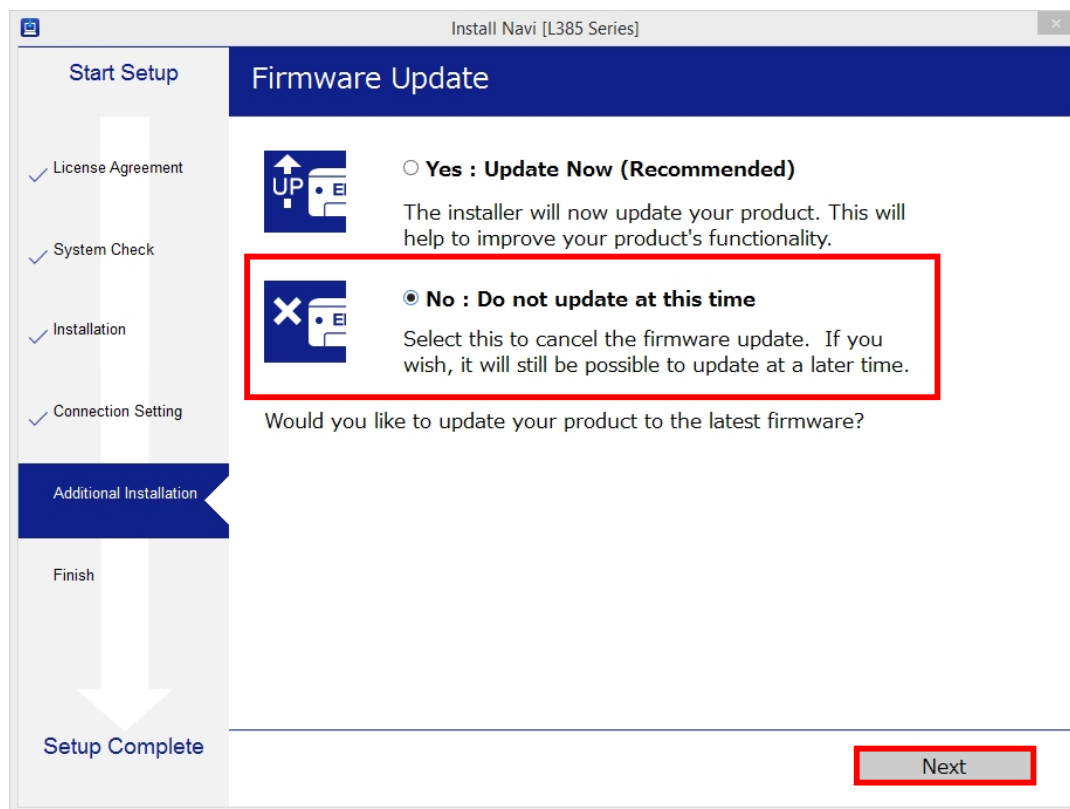 Install Navi [L385 Series]
Start Setup
Firmware Update
License Agreement
System Check
Installation
Connection Setting
Additional Installation
Finish
Setup Complete
UP
Yes : Update Now (Recommended)
The installer will now update your product. This will
help to improve your product's functionality.
No : Do not update at this time
Select this to cancel the firmware update. If you
wish, it will still be possible to update at a later time.
Would you like to update your product to the latest firmware?
Next